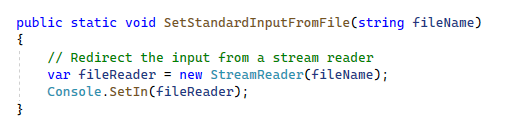 public static void SetStandardInputFromFile(string fileName)
{
    // Redirect the input from a stream reader
    var fileReader = new StreamReader(fileName);
    Console.SetIn(fileReader);
}